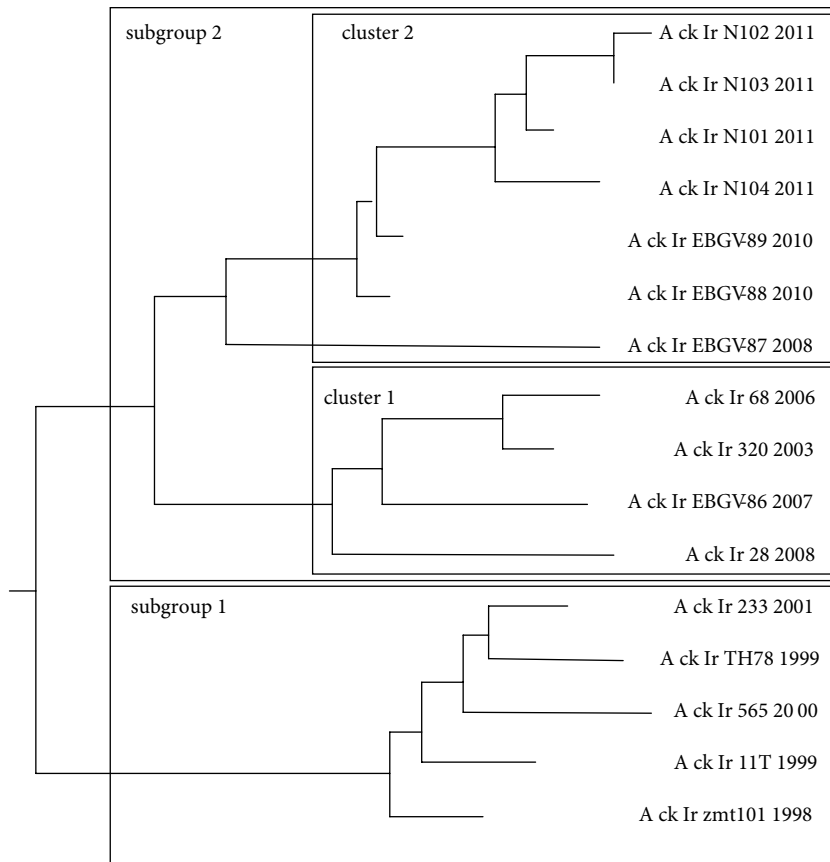 subgroup 2
cluster 2
A ck Ir N102 2011
A ck Ir N103 2011
A ck Ir N101 2011
A ck Ir N104 2011
A ck Ir EBGV-89 2010
A ck Ir EBGV-88 2010
A ck Ir EBGV-87 2008
cluster 1
A ck Ir 68 2006
A ck Ir 320 2003
A ck Ir EBGV-86 2007
A ck Ir 28 2008
subgroup 1
A ck Ir 233 2001
A ck Ir TH78 1999
A ck Ir 565 20 00
A ck Ir 11T 1999
A ck Ir zmt101 1998